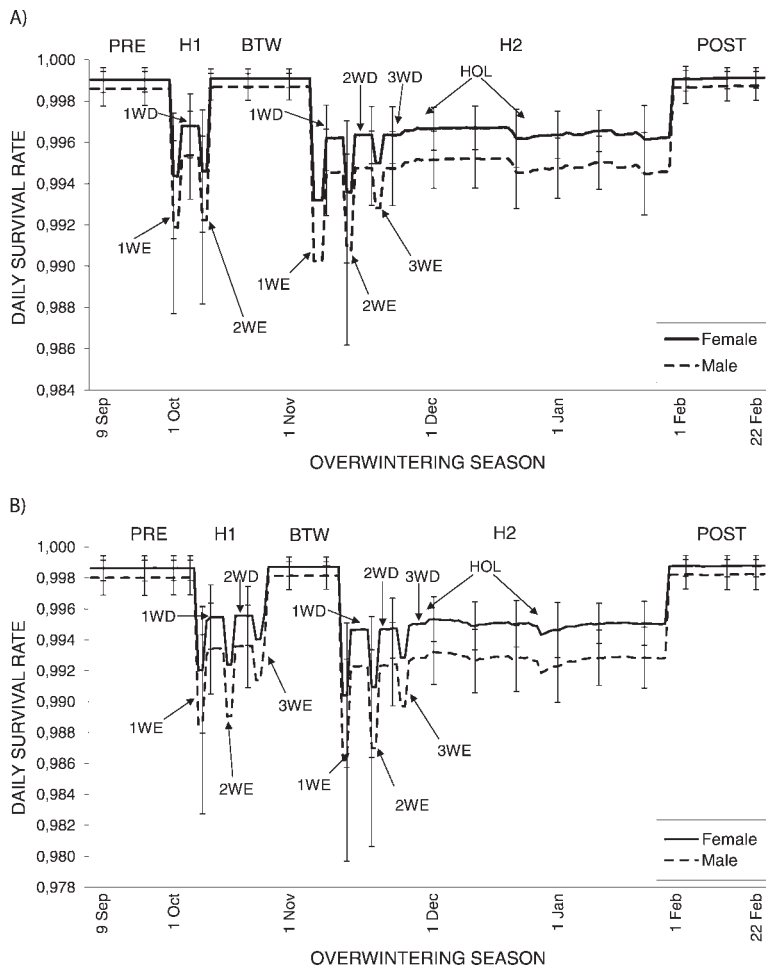 A)
PRE H1 BTW H2 POST
1,000
0,998
0,996
0,994
0,992
0,990
0,988
0,986
0,984
DAILY SURVIVAL RATE
1WD
1WE
2WE
1WD
2WD
3WD
HOL
1WE
2WE
3WE
Female
Male
9 Sep
1 Oct
1 Nov
1 Dec
1 Jan
1 Feb
22 Feb
OVERWINTERING SEASON
B)
PRE H1 BTW H2 POST
1,000
0,998
0,996
0,994
0,992
0,990
0,988
0,986
0,984
0,982
0,980
0,978
DAILY SURVIVAL RATE
1WD
2WD
1WE
2WE
3WE
1WD
2WD
3WD
HOL
1WE
2WE
3WE
Female
Male
9 Sep
1 Oct
1 Nov
1 Dec
1 Jan
1 Feb
22 Feb
OVERWINTERING SEASON